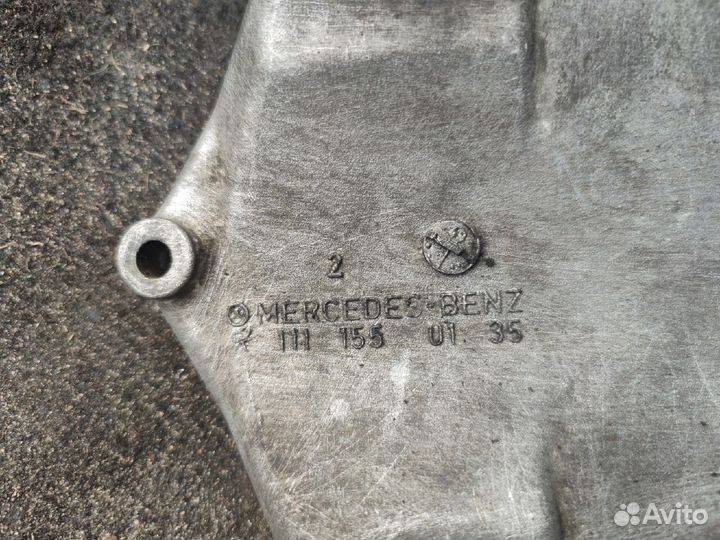 2
MERCEDES-BENZ
R 111 155 01 35
Avito